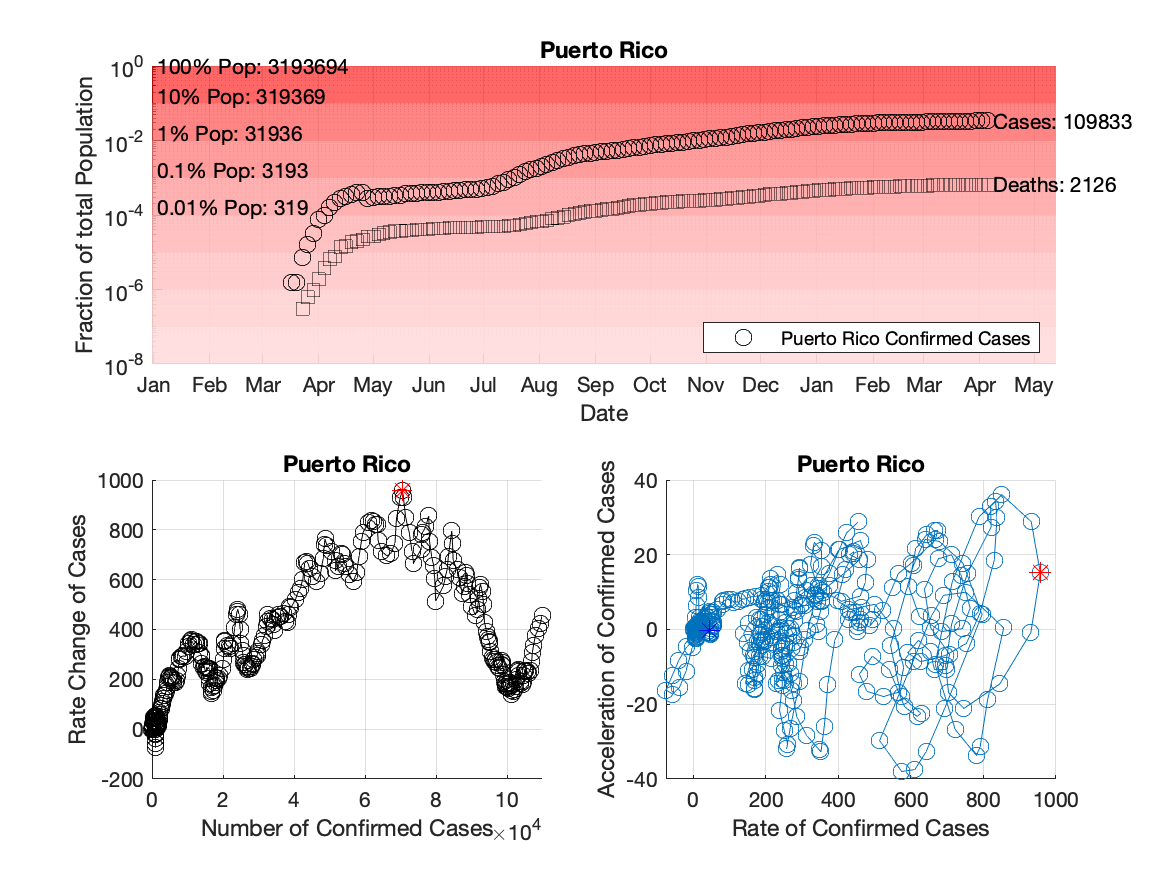 Puerto Rico
Fraction of total Population
10^0
10^-2
10^-4
10^-6
10^-8
100% Pop: 3193694
10% Pop: 319369
1% Pop: 31936
0.1% Pop: 3193
0.01% Pop: 319
Cases: 109833
Deaths: 2126
Puerto Rico Confirmed Cases
Jan Feb Mar Apr May Jun Jul Aug Sep Oct Nov Dec Jan Feb Mar Apr May
Date
Puerto Rico
Rate Change of Cases
1000
800
600
400
200
0
-200
0 2 4 6 8 10
Number of Confirmed Cases ×10^4
Puerto Rico
Acceleration of Confirmed Cases
40
20
0
-20
-40
0 200 400 600 800 1000
Rate of Confirmed Cases